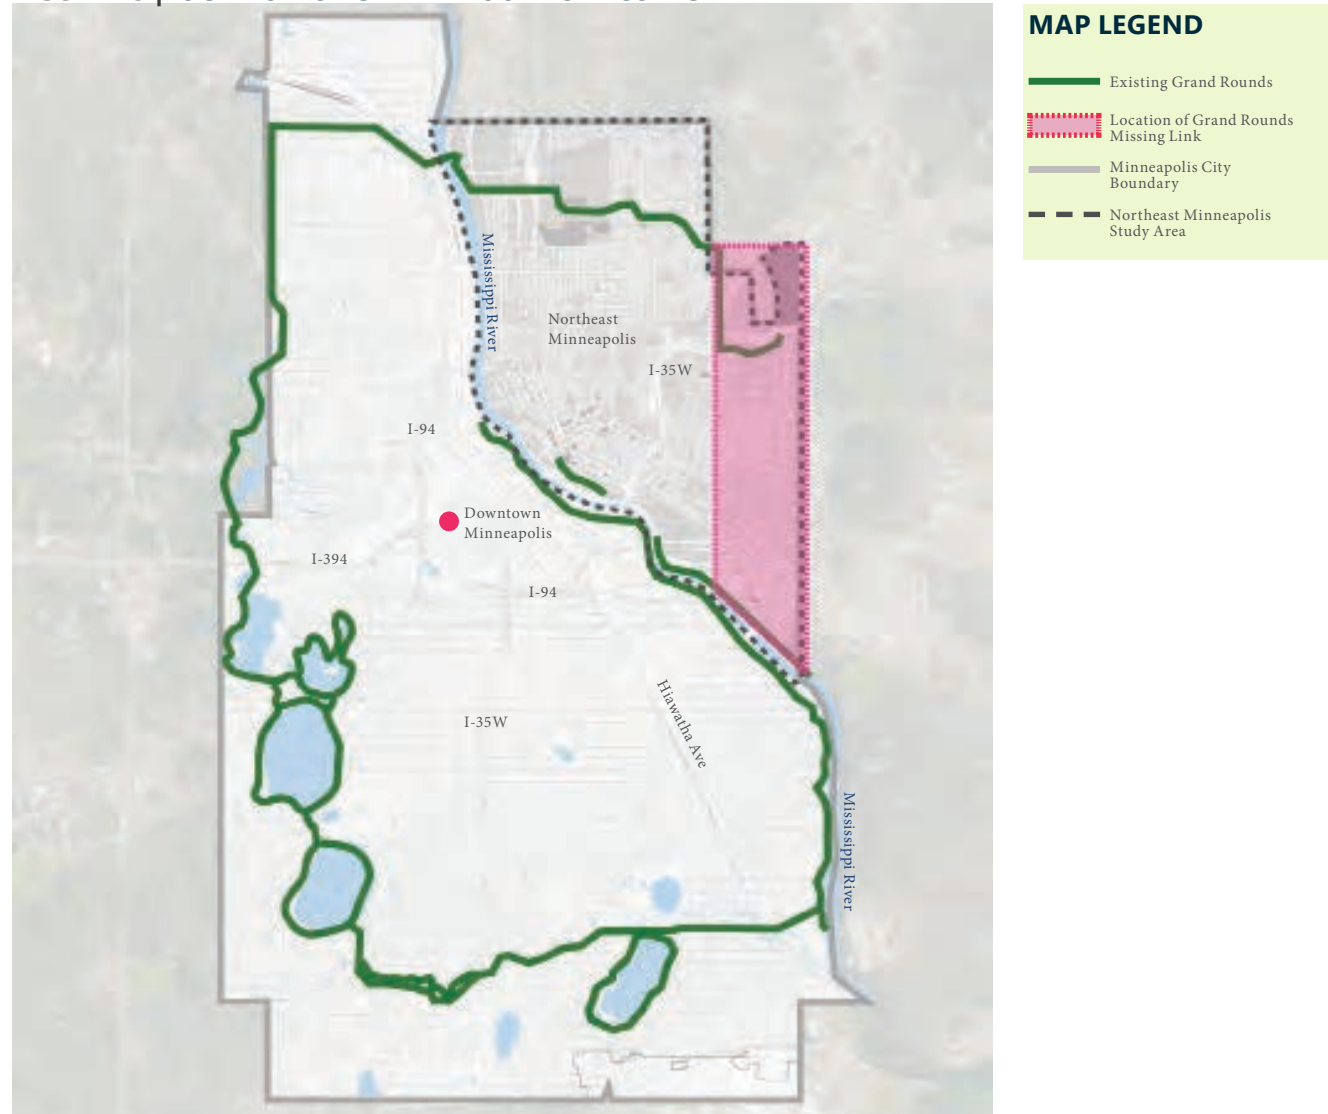 MAP LEGEND
Existing Grand Rounds
Location of Grand Rounds
Missing Link
Minneapolis City
Boundary
Northeast Minneapolis
Study Area
Mississippi River
Northeast
Minneapolis
I-35W
I-94
Downtown
Minneapolis
I-394
I-94
Hiawatha Ave
I-35W
Mississippi River